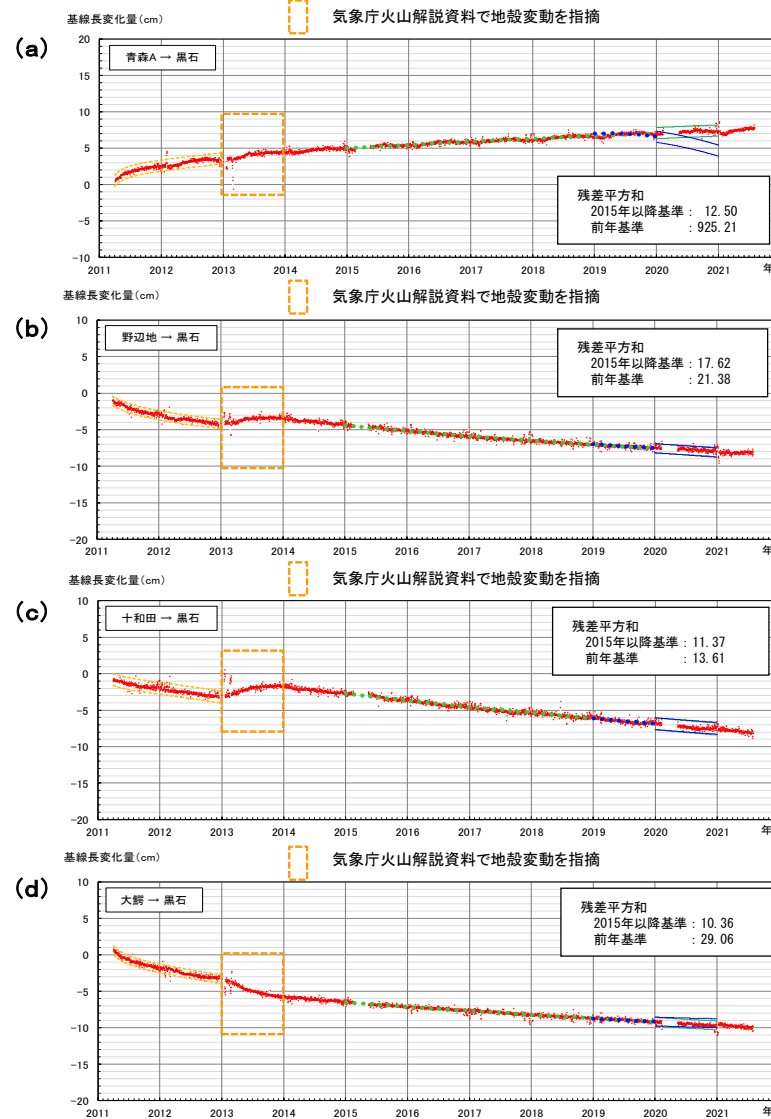 基線長変化量(cm)
気象庁火山解説資料で地殻変動を指摘
(a)
20
15
10
5
0
−5
−10
青森A → 黒石
残差平方和
2015年以降基準： 12.50
前年基準 ： 925.21
2011 2012 2013 2014 2015 2016 2017 2018 2019 2020 2021 年
基線長変化量(cm)
気象庁火山解説資料で地殻変動を指摘
(b)
10
5
0
−5
−10
−15
−20
野辺地 → 黒石
残差平方和
2015年以降基準：17.62
前年基準 ：21.38
2011 2012 2013 2014 2015 2016 2017 2018 2019 2020 2021 年
基線長変化量(cm)
気象庁火山解説資料で地殻変動を指摘
(c)
10
5
0
−5
−10
−15
−20
十和田 → 黒石
残差平方和
2015年以降基準：11.37
前年基準 ：13.61
2011 2012 2013 2014 2015 2016 2017 2018 2019 2020 2021 年
基線長変化量(cm)
気象庁火山解説資料で地殻変動を指摘
(d)
10
5
0
−5
−10
−15
−20
大鰐 → 黒石
残差平方和
2015年以降基準：10.36
前年基準 ：29.06
2011 2012 2013 2014 2015 2016 2017 2018 2019 2020 2021 年